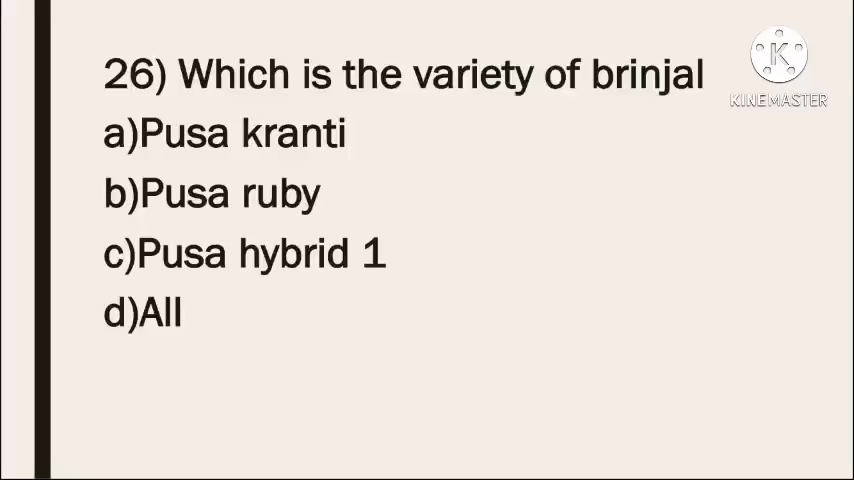 26) Which is the variety of brinjal
a)Pusa kranti
b)Pusa ruby
c)Pusa hybrid 1
d)All
K
KINEMASTER